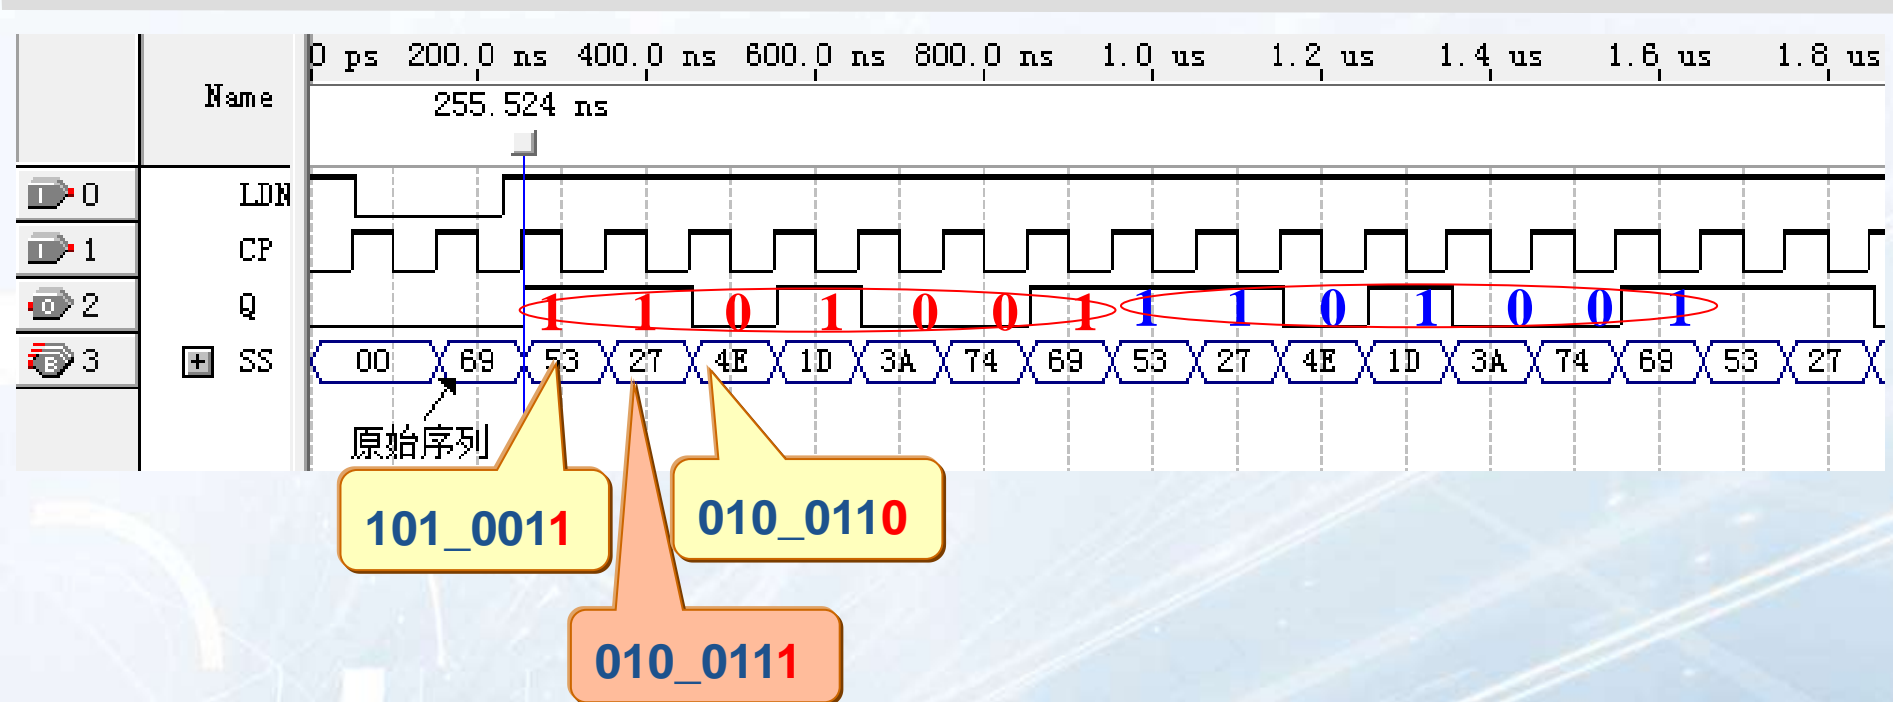 0 ps 200.0 ns 400.0 ns 600.0 ns 800.0 ns 1.0 us 1.2 us 1.4 us 1.6 us 1.8 us
Name
255.524 ns
0 LDN
1 CP
2 Q 1 1 0 1 0 0 1 1 1 0 1 0 0 1
3 + SS 00 69 53 27 4E 1D 3A 74 69 53 27 4E 1D 3A 74 69 53 27
原始序列
101_0011
010_0110
010_0111